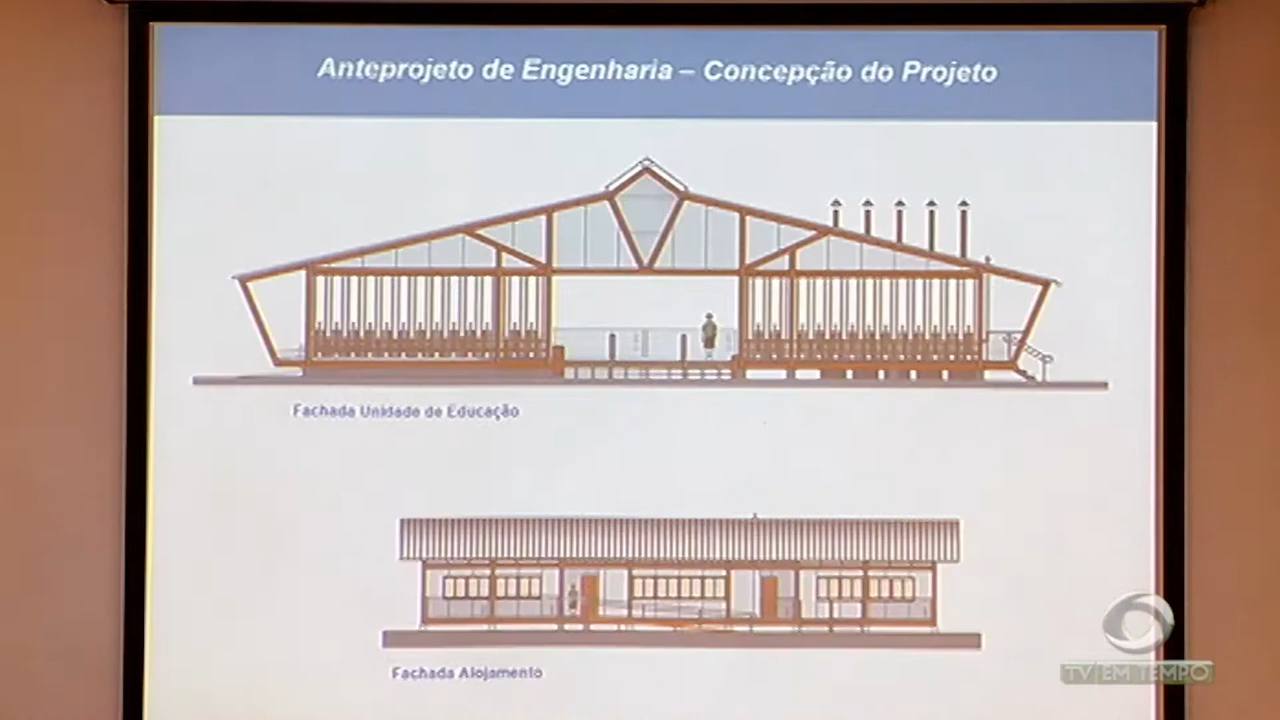 Anteprojeto de Engenharia – Concepção do Projeto
Fachada Unidade de Educação
Fachada Alojamento
TV EM TEMPO